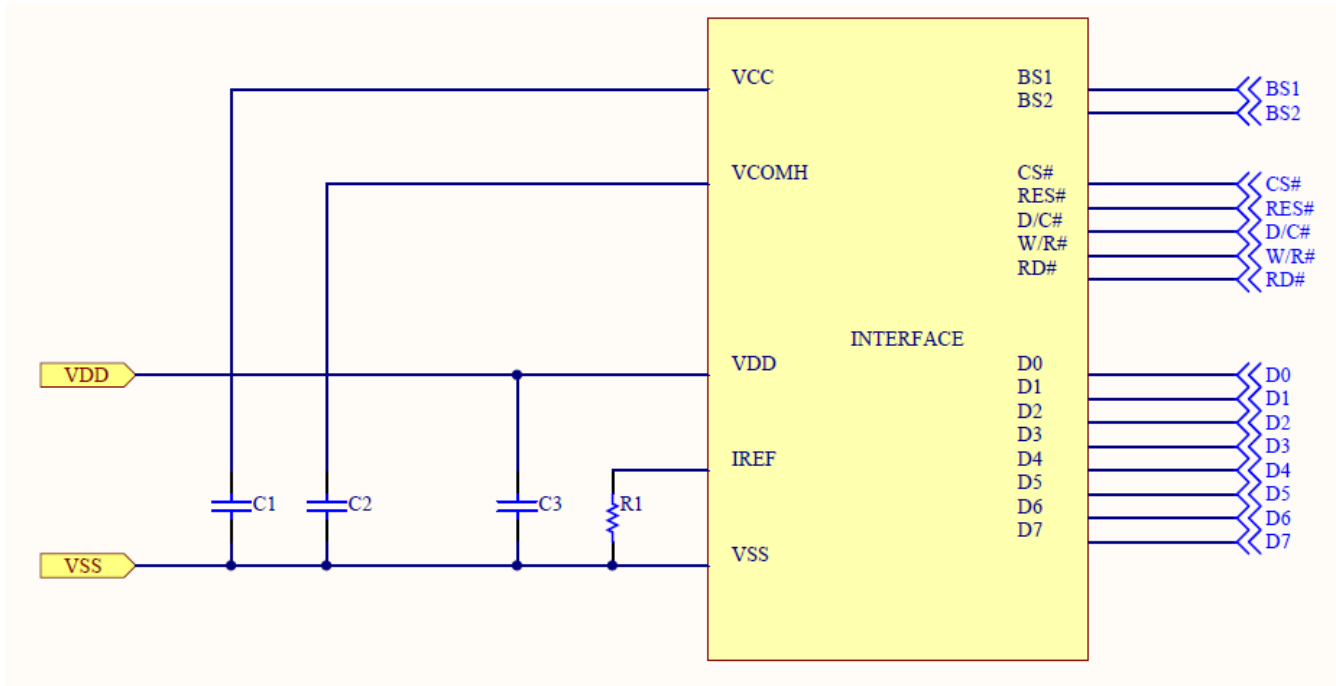 VCC BS1 BS1
BS2 BS2
VCOMH CS# CS#
RES# RES#
D/C# D/C#
W/R# W/R#
RD# RD#
INTERFACE
VDD VDD D0 D0
D1 D1
D2 D2
D3 D3
IREF D4 D4
D5 D5
C1 C2 C3 R1 D6 D6
D7 D7
VSS VSS